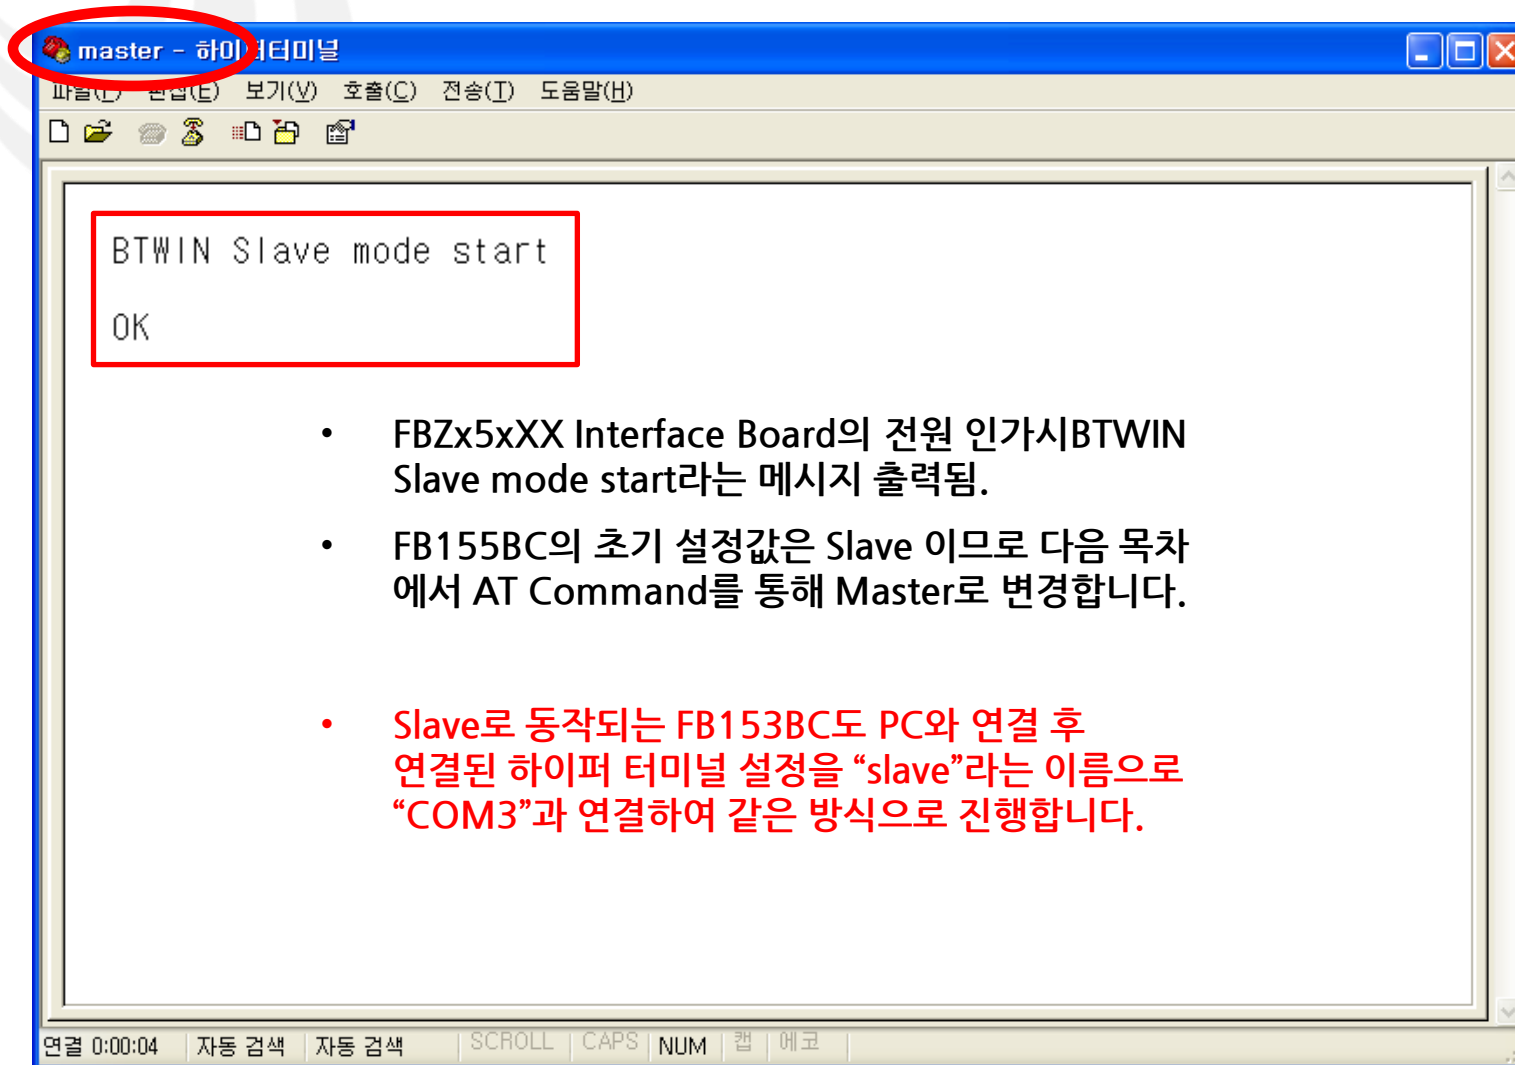 master - 하이 터미널
파일(F) 편집(E) 보기(V) 호출(C) 전송(T) 도움말(H)
BTWIN Slave mode start
OK
• FBZx5xXX Interface Board의 전원 인가시BTWIN
Slave mode start라는 메시지 출력됨.
• FB155BC의 초기 설정값은 Slave 이므로 다음 목차
에서 AT Command를 통해 Master로 변경합니다.
• Slave로 동작되는 FB153BC도 PC와 연결 후
연결된 하이퍼 터미널 설정을 “slave”라는 이름으로
“COM3”과 연결하여 같은 방식으로 진행합니다.
연결 0:00:04 자동 검색 자동 검색 SCROLL CAPS NUM 캡 에코